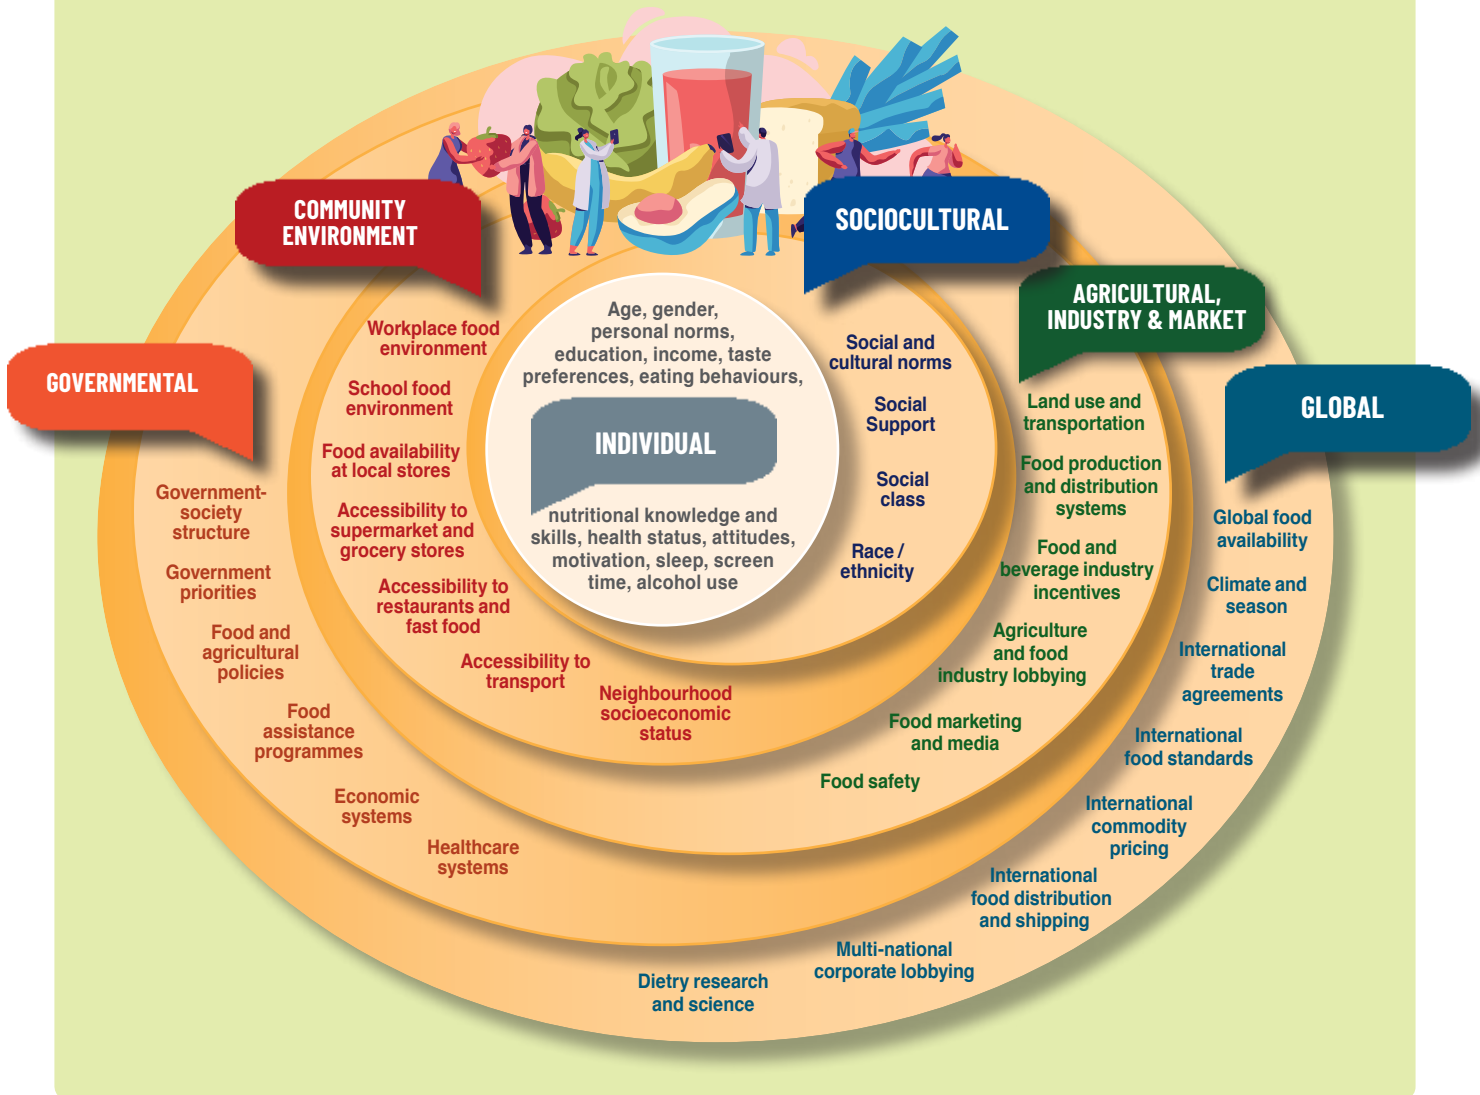 COMMUNITY
ENVIRONMENT
Workplace food
environment
School food
environment
Food availability
at local stores
Accessibility to
supermarket and
grocery stores
Accessibility to
restaurants and
fast food
Accessibility to
transport
Neighbourhood
socioeconomic
status
SOCIOCULTURAL
Social and
cultural norms
Social
Support
Social
class
Race /
ethnicity
AGRICULTURAL,
INDUSTRY & MARKET
Land use and
transportation
Food production
and distribution
systems
Food and
beverage industry
incentives
Agriculture
and food
industry lobbying
Food marketing
and media
Food safety
Age, gender,
personal norms,
education, income, taste
preferences, eating behaviours,
INDIVIDUAL
nutritional knowledge and
skills, health status, attitudes,
motivation, sleep, screen
time, alcohol use
GOVERNMENTAL
Government-
society
structure
Government
priorities
Food and
agricultural
policies
Food
assistance
programmes
Economic
systems
Healthcare
systems
GLOBAL
Global food
availability
Climate and
season
International
trade
agreements
International
food standards
International
commodity
pricing
International
food distribution
and shipping
Multi-national
corporate lobbying
Dietry research
and science